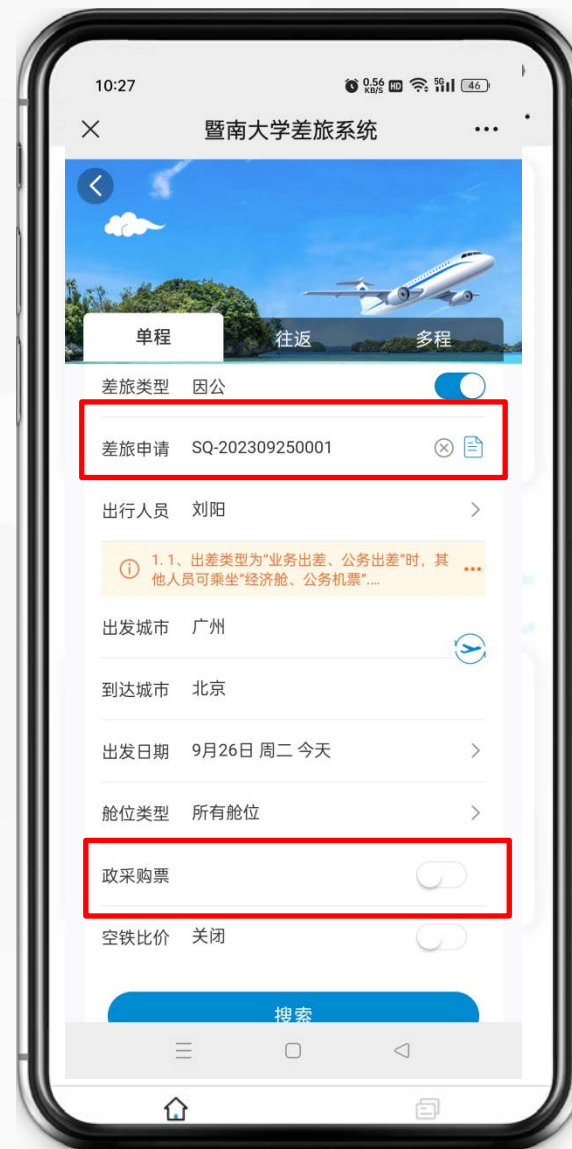 10:27
0.56 KB/S HD 5G 46
暨南大学差旅系统
单程 往返 多程
差旅类型 因公
差旅申请 SQ-202309250001
出行人员 刘阳
1. 1、出差类型为“业务出差、公务出差”时，其
他人员可乘坐“经济舱、公务机票”....
出发城市 广州
到达城市 北京
出发日期 9月26日 周二 今天
舱位类型 所有舱位
政采购票
空铁比价 关闭
搜索